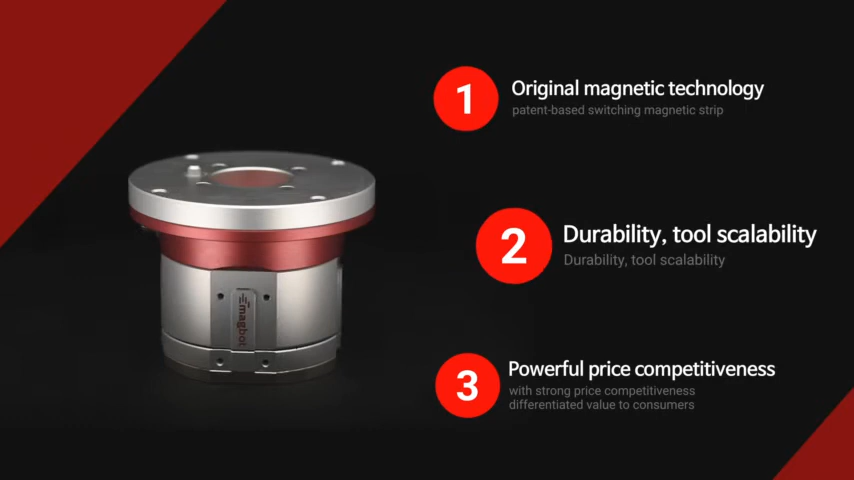 1
Original magnetic technology
patent-based switching magnetic strip
2
Durability, tool scalability
Durability, tool scalability
magbot
3
Powerful price competitiveness
with strong price competitiveness
differentiated value to consumers